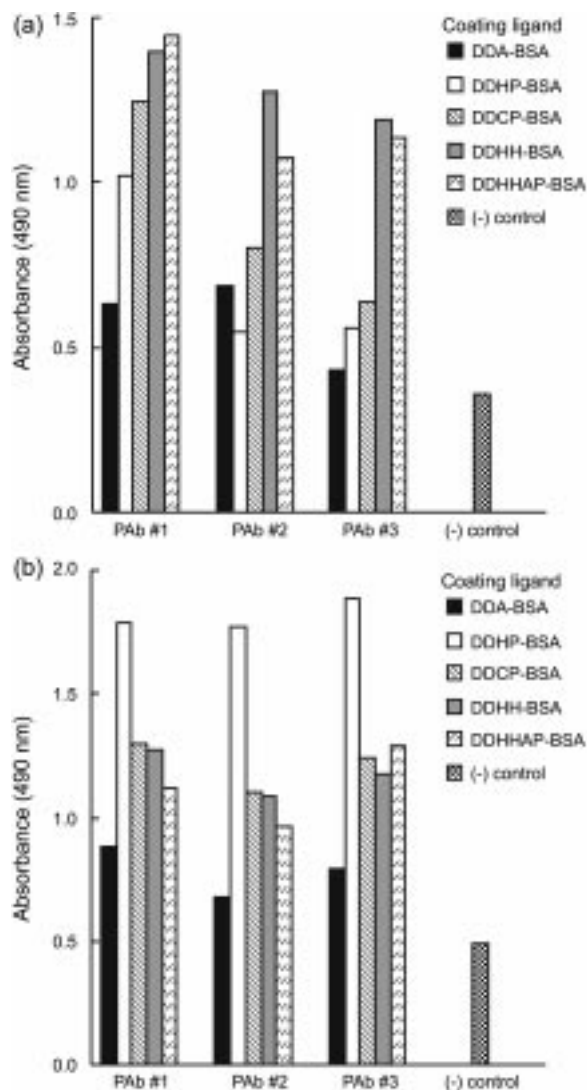 (a)
1.5
1.0
0.5
0.0
Absorbance (490 nm)
Coating ligand
DDA-BSA
DDHP-BSA
DDCP-BSA
DDHH-BSA
DDHHAP-BSA
(-) control
PAb #1 PAb #2 PAb #3 (-) control
(b)
2.0
1.5
1.0
0.5
0.0
Absorbance (490 nm)
Coating ligand
DDA-BSA
DDHP-BSA
DDCP-BSA
DDHH-BSA
DDHHAP-BSA
(-) control
PAb #1 PAb #2 PAb #3 (-) control